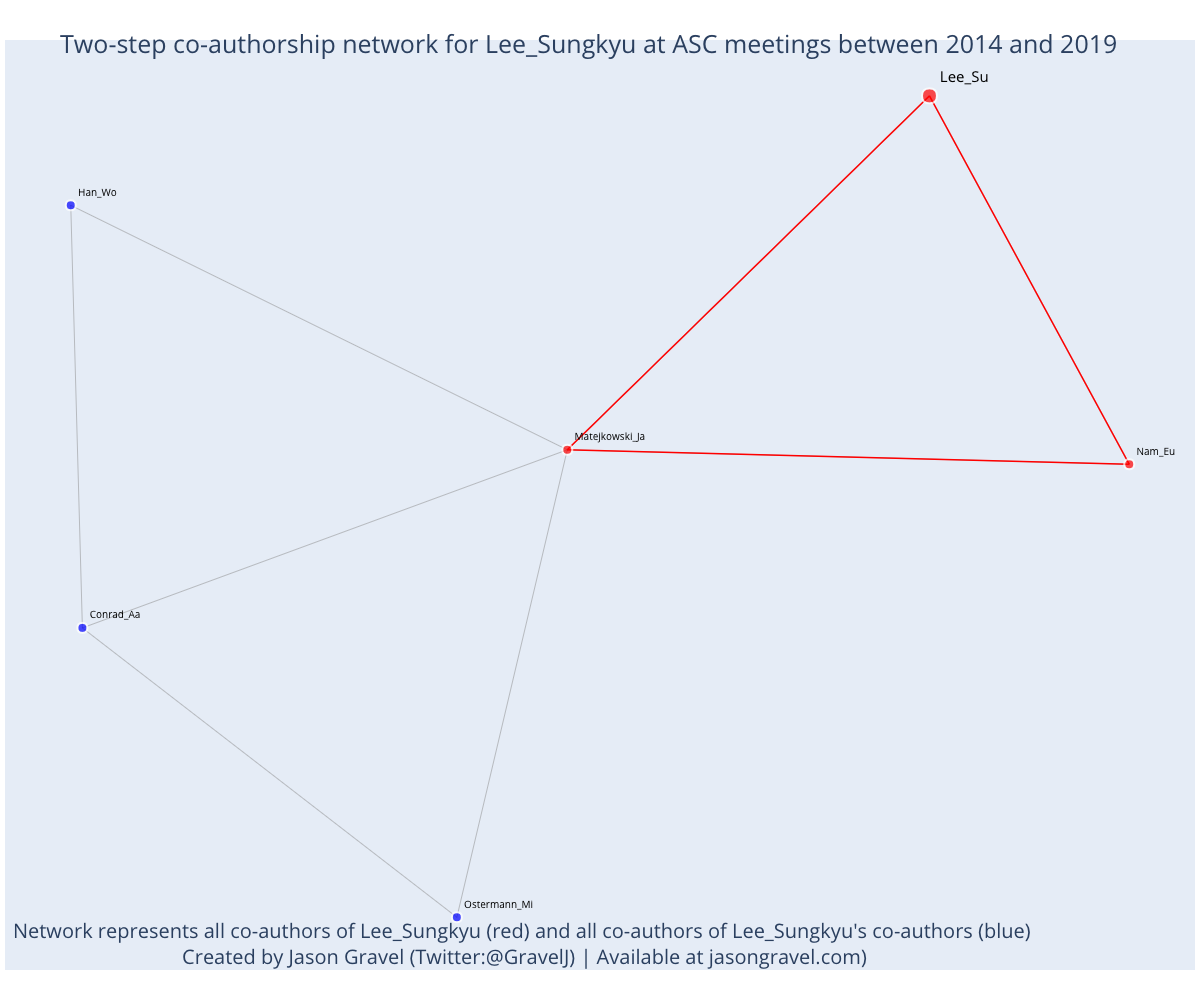 Two-step co-authorship network for Lee_Sungkyu at ASC meetings between 2014 and 2019
Lee_Su
Han_Wo
Matejkowski_Ja
Nam_Eu
Conrad_Aa
Ostermann_Mi
Network represents all co-authors of Lee_Sungkyu (red) and all co-authors of Lee_Sungkyu's co-authors (blue)
Created by Jason Gravel (Twitter:@GravelJ) | Available at jasongravel.com)